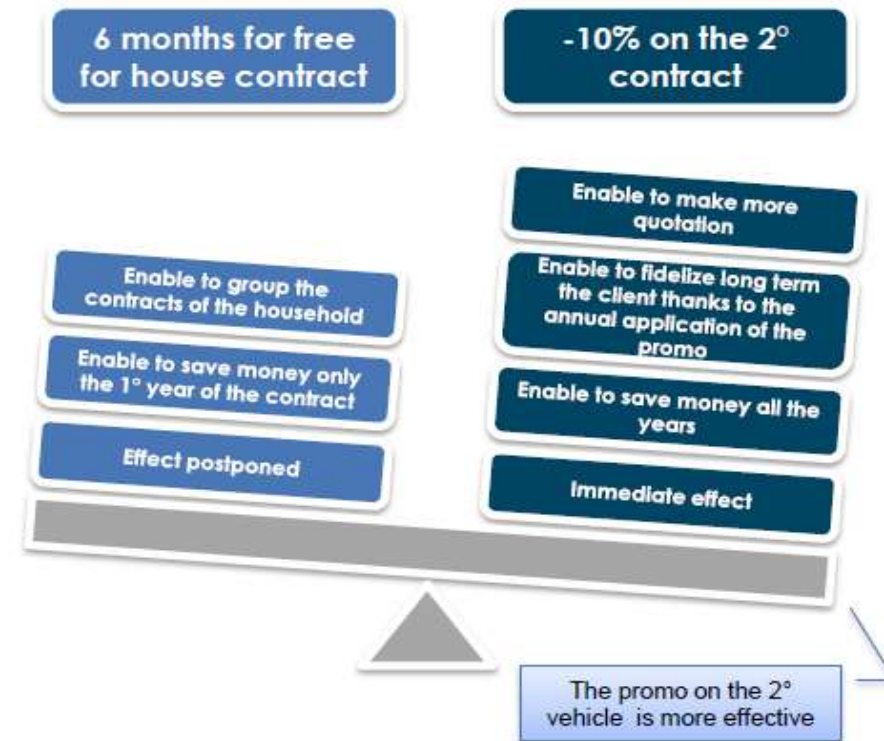 6 months for free
for house contract
-10% on the 2°
contract
Enable to group the
contracts of the household
Enable to save money only
the 1° year of the contract
Effect postponed
Enable to make more
quotation
Enable to fidelize long term
the client thanks to the
annual application of the
promo
Enable to save money all the
years
Immediate effect
The promo on the 2°
vehicle is more effective